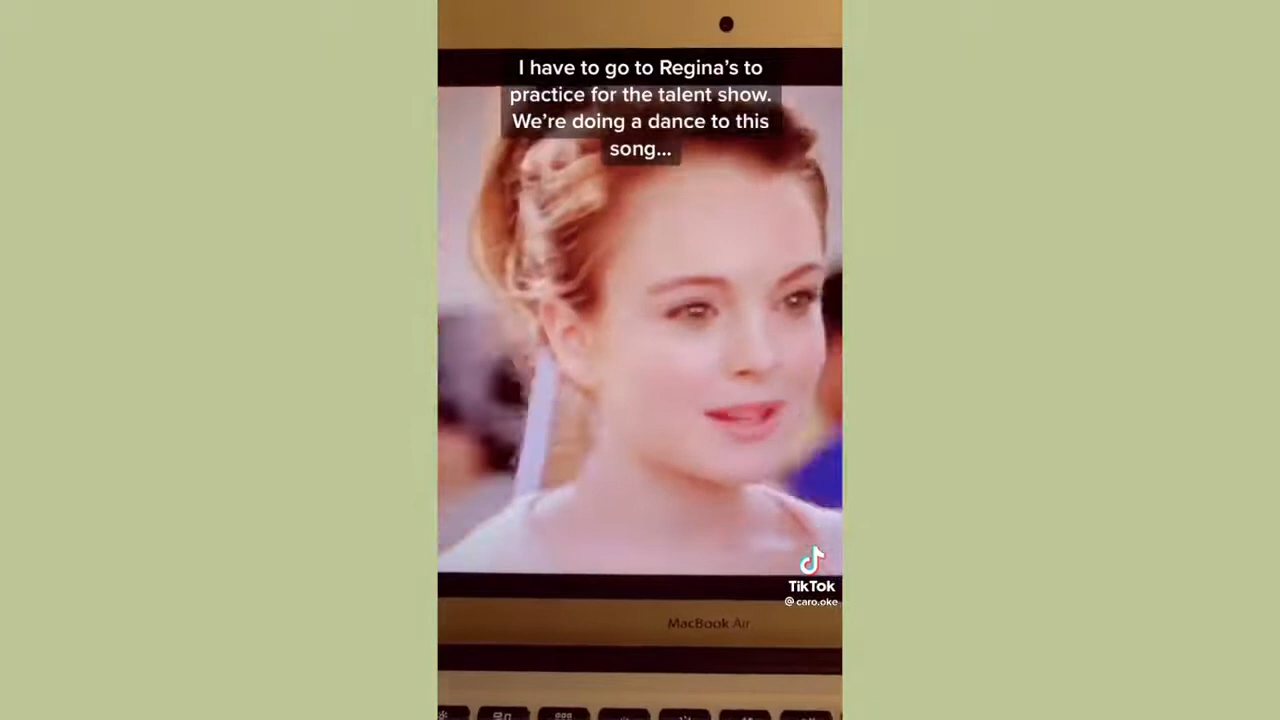 I have to go to Regina's to
practice for the talent show.
We're doing a dance to this
song...
TikTok
@ caro.oke
MacBook Air